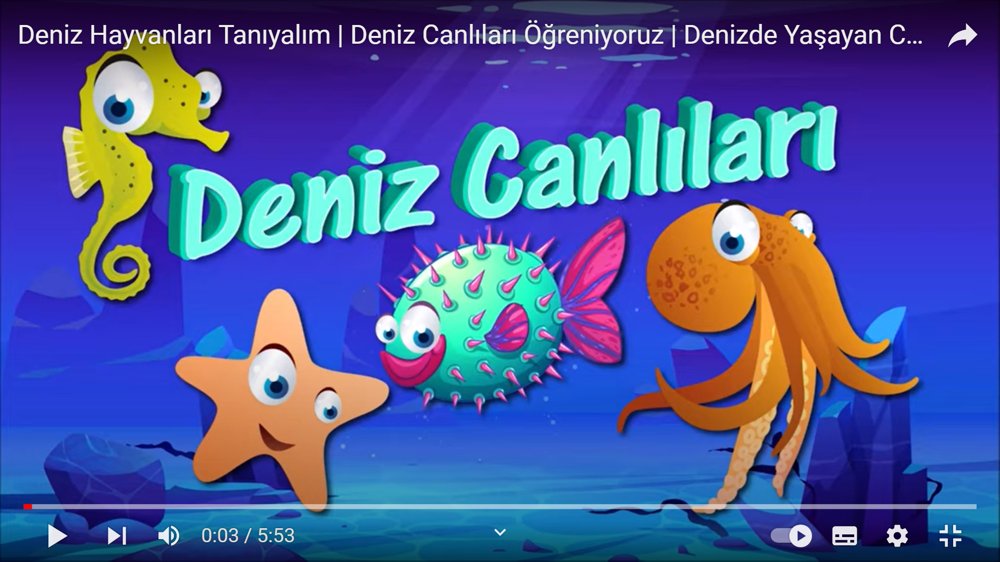 Deniz Hayvanları Tanıyalım | Deniz Canlıları Öğreniyoruz | Denizde Yaşayan C...
Deniz Canlıları
0:03 / 5:53